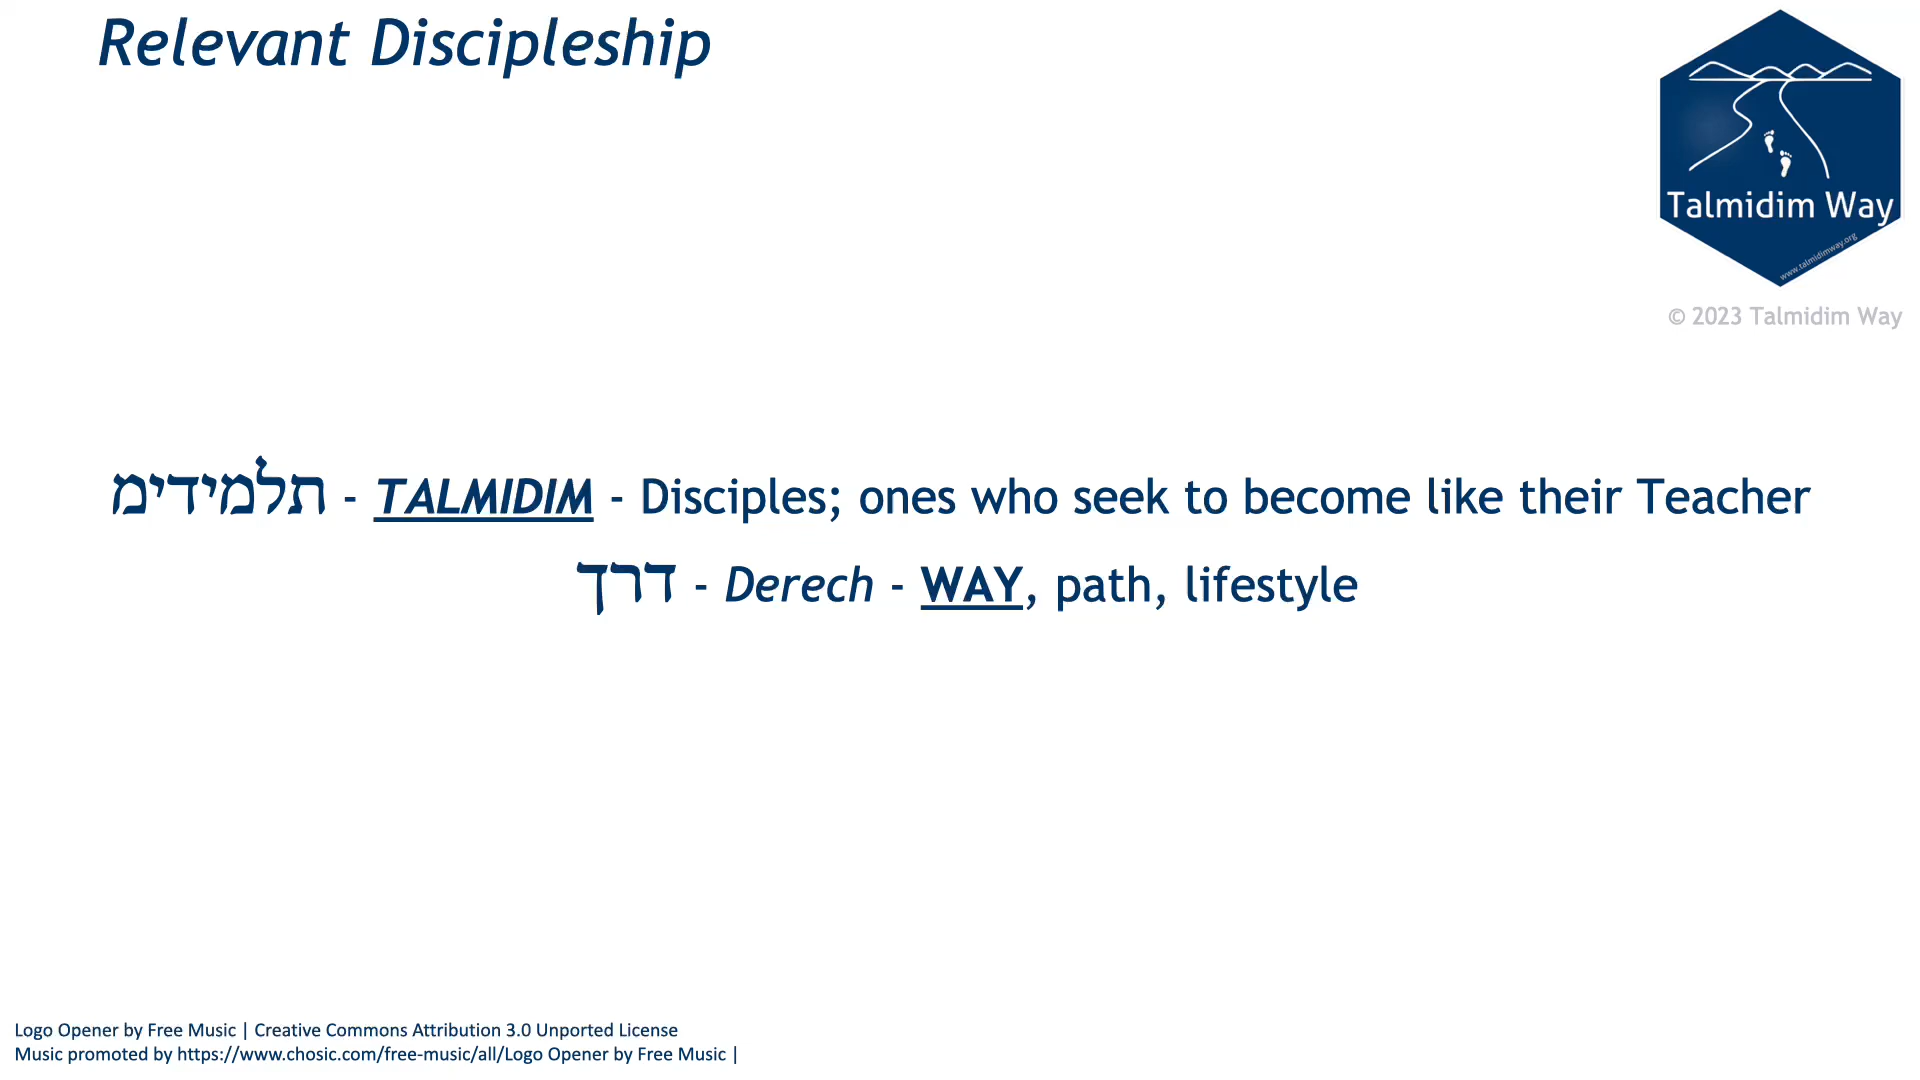 Relevant Discipleship
Talmidim Way
www.talmidimway.org
© 2023 Talmidim Way
תלמידימ - TALMIDIM - Disciples; ones who seek to become like their Teacher
דרך - Derech - WAY, path, lifestyle
Logo Opener by Free Music | Creative Commons Attribution 3.0 Unported License
Music promoted by https://www.chosic.com/free-music/all/Logo Opener by Free Music |